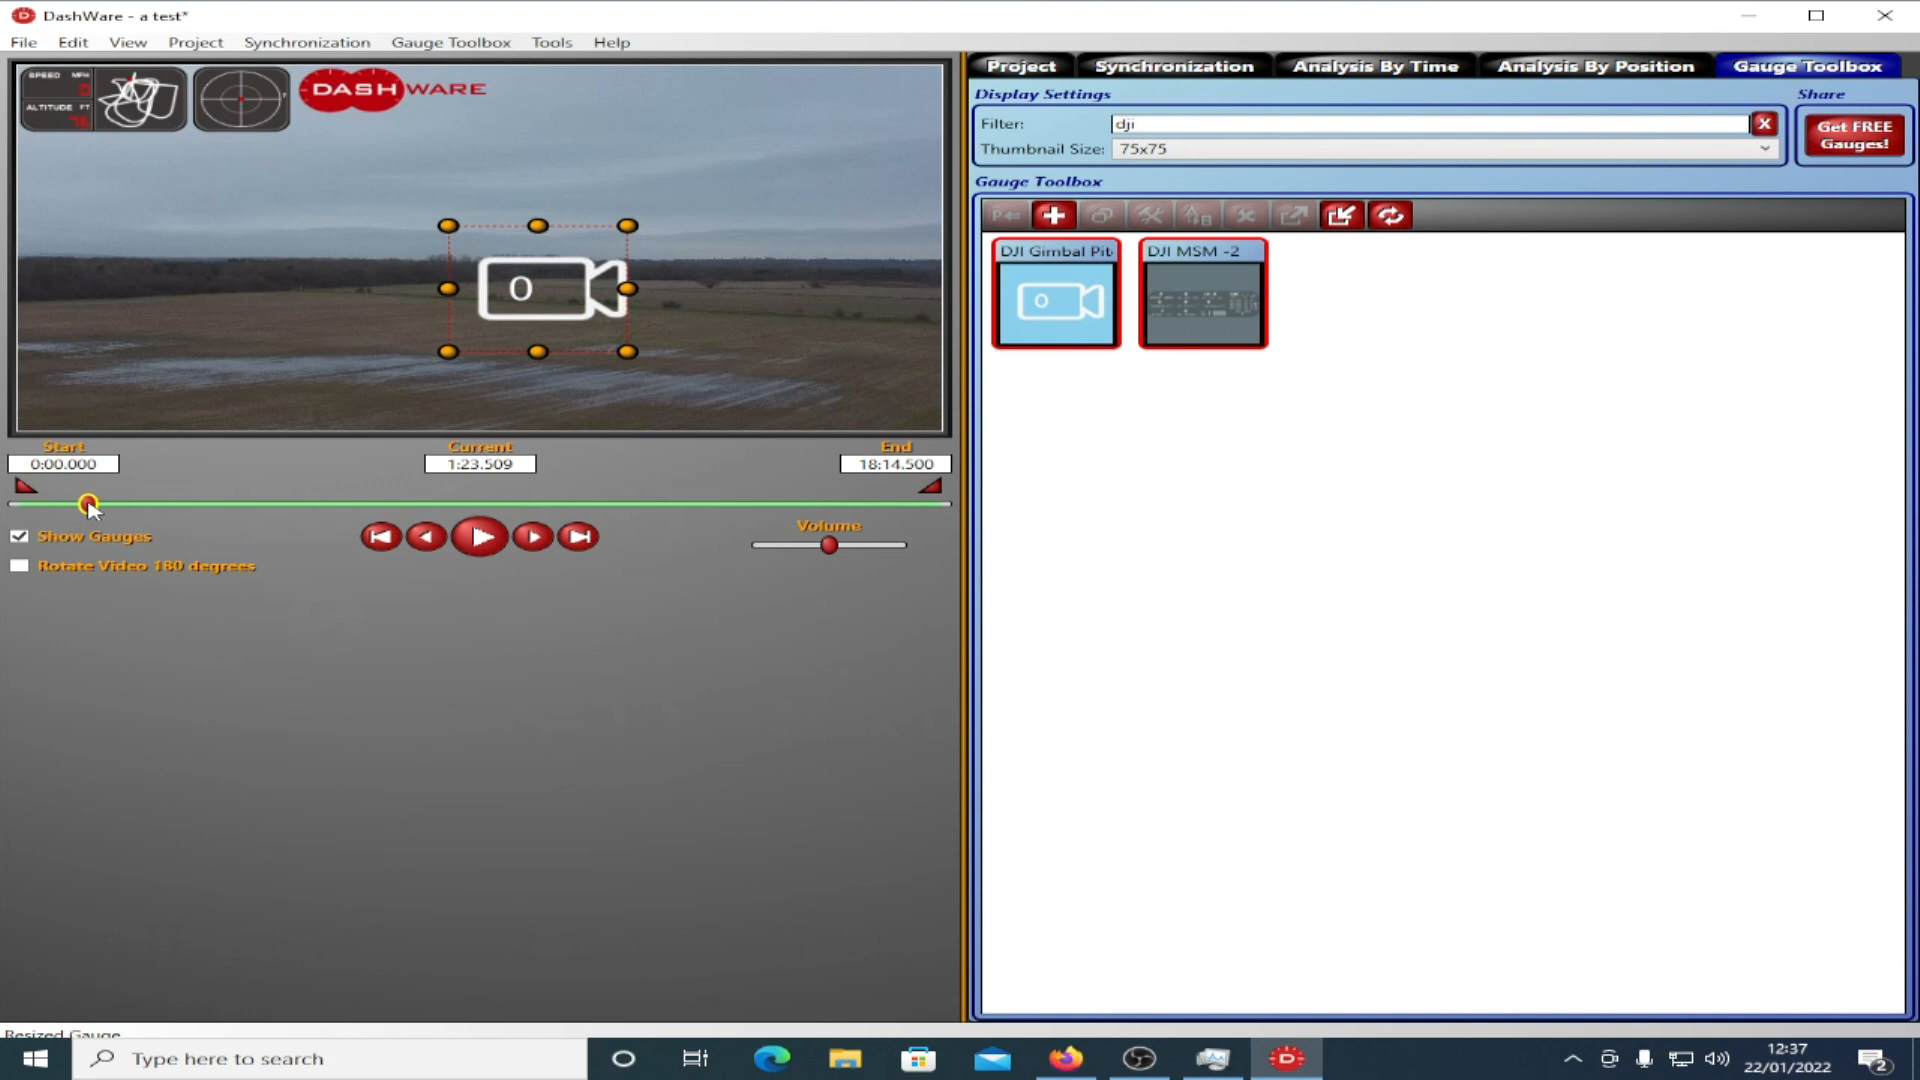 DashWare - a test*
File Edit View Project Synchronization Gauge Toolbox Tools Help
SPEED MPH
ALTITUDE FT
DASHWARE
0
Start
0:00.000
Current
1:23.509
End
18:14.500
Show Gauges
Rotate Video 180 degrees
Volume
Project Synchronization Analysis By Time Analysis By Position Gauge Toolbox
Display Settings
Share
Filter: dji
Get FREE
Gauges!
Thumbnail Size: 75x75
Gauge Toolbox
DJI Gimbal Pit
DJI MSM -2
0
Resized Gauge
Type here to search
12:37
22/01/2022
2